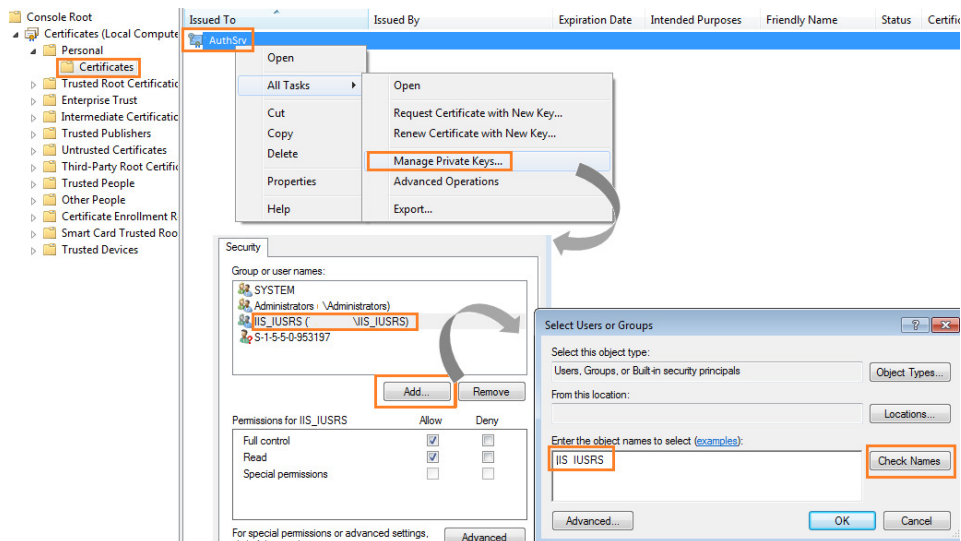 Console Root
Certificates (Local Compute
Personal
Certificates
Trusted Root Certificatic
Enterprise Trust
Intermediate Certificatic
Trusted Publishers
Untrusted Certificates
Third-Party Root Certific
Trusted People
Other People
Certificate Enrollment R
Smart Card Trusted Roo
Trusted Devices
Issued To Issued By Expiration Date Intended Purposes Friendly Name Status Certific
AuthSrv
Open
All Tasks
Cut
Copy
Delete
Properties
Help
Open
Request Certificate with New Key...
Renew Certificate with New Key...
Manage Private Keys...
Advanced Operations
Export...
Security
Group or user names:
SYSTEM
Administrators \Administrators)
IIS_IUSRS ( \IIS_IUSRS)
S-1-5-5-0-953197
Add... Remove
Permissions for IIS_IUSRS Allow Deny
Full control
Read
Special permissions
For special permissions or advanced settings,
Advanced
Select Users or Groups
Select this object type:
Users, Groups, or Built-in security principals
Object Types...
From this location:
Locations...
Enter the object names to select (examples):
IIS_IUSRS
Check Names
Advanced...
OK
Cancel